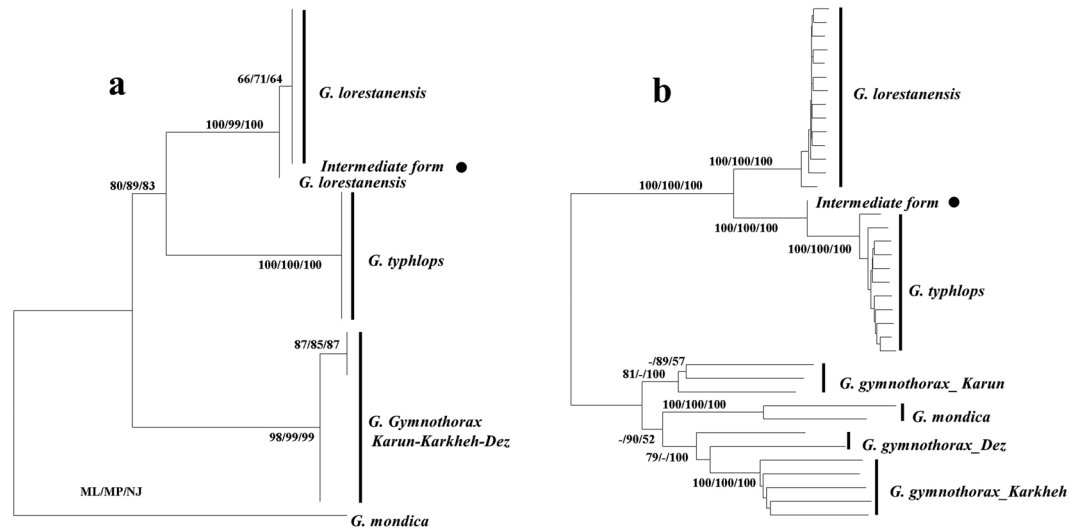 a
66/71/64
G. lorestanensis
100/99/100
Intermediate form
G. lorestanensis
80/89/83
100/100/100
G. typhlops
87/85/87
G. Gymnothorax
Karun-Karkheh-Dez
98/99/99
ML/MP/NJ
G. mondica
b
G. lorestanensis
100/100/100
100/100/100
Intermediate form
100/100/100
100/100/100
G. typhlops
-/89/57
81/-/100
G. gymnothorax_ Karun
100/100/100
G. mondica
-/90/52
G. gymnothorax_Dez
79/-/100
100/100/100
G. gymnothorax_Karkheh